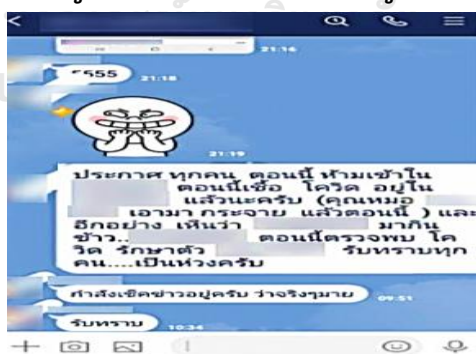 21:16
5555
21:18
21:19
ประกาศ ทุกคน ตอนนี้ ห้ามเข้าใน
ตอนนี้เชื้อ โควิด อยู่ใน
แล้วนะครับ (คุณหมอ
เอามา กระจาย แล้วตอนนี้ ) และ
อีกอย่าง เห็นว่า มากิน
ข้าว.. ตอนนี้ตรวจพบ โค
วิด รักษาตัว รับทราบทุก
คน....เป็นห่วงครับ
กำลังเช็คข่าวอยู่ครับ ว่าจริงๆมาย
09:51
รับทราบ
10:34